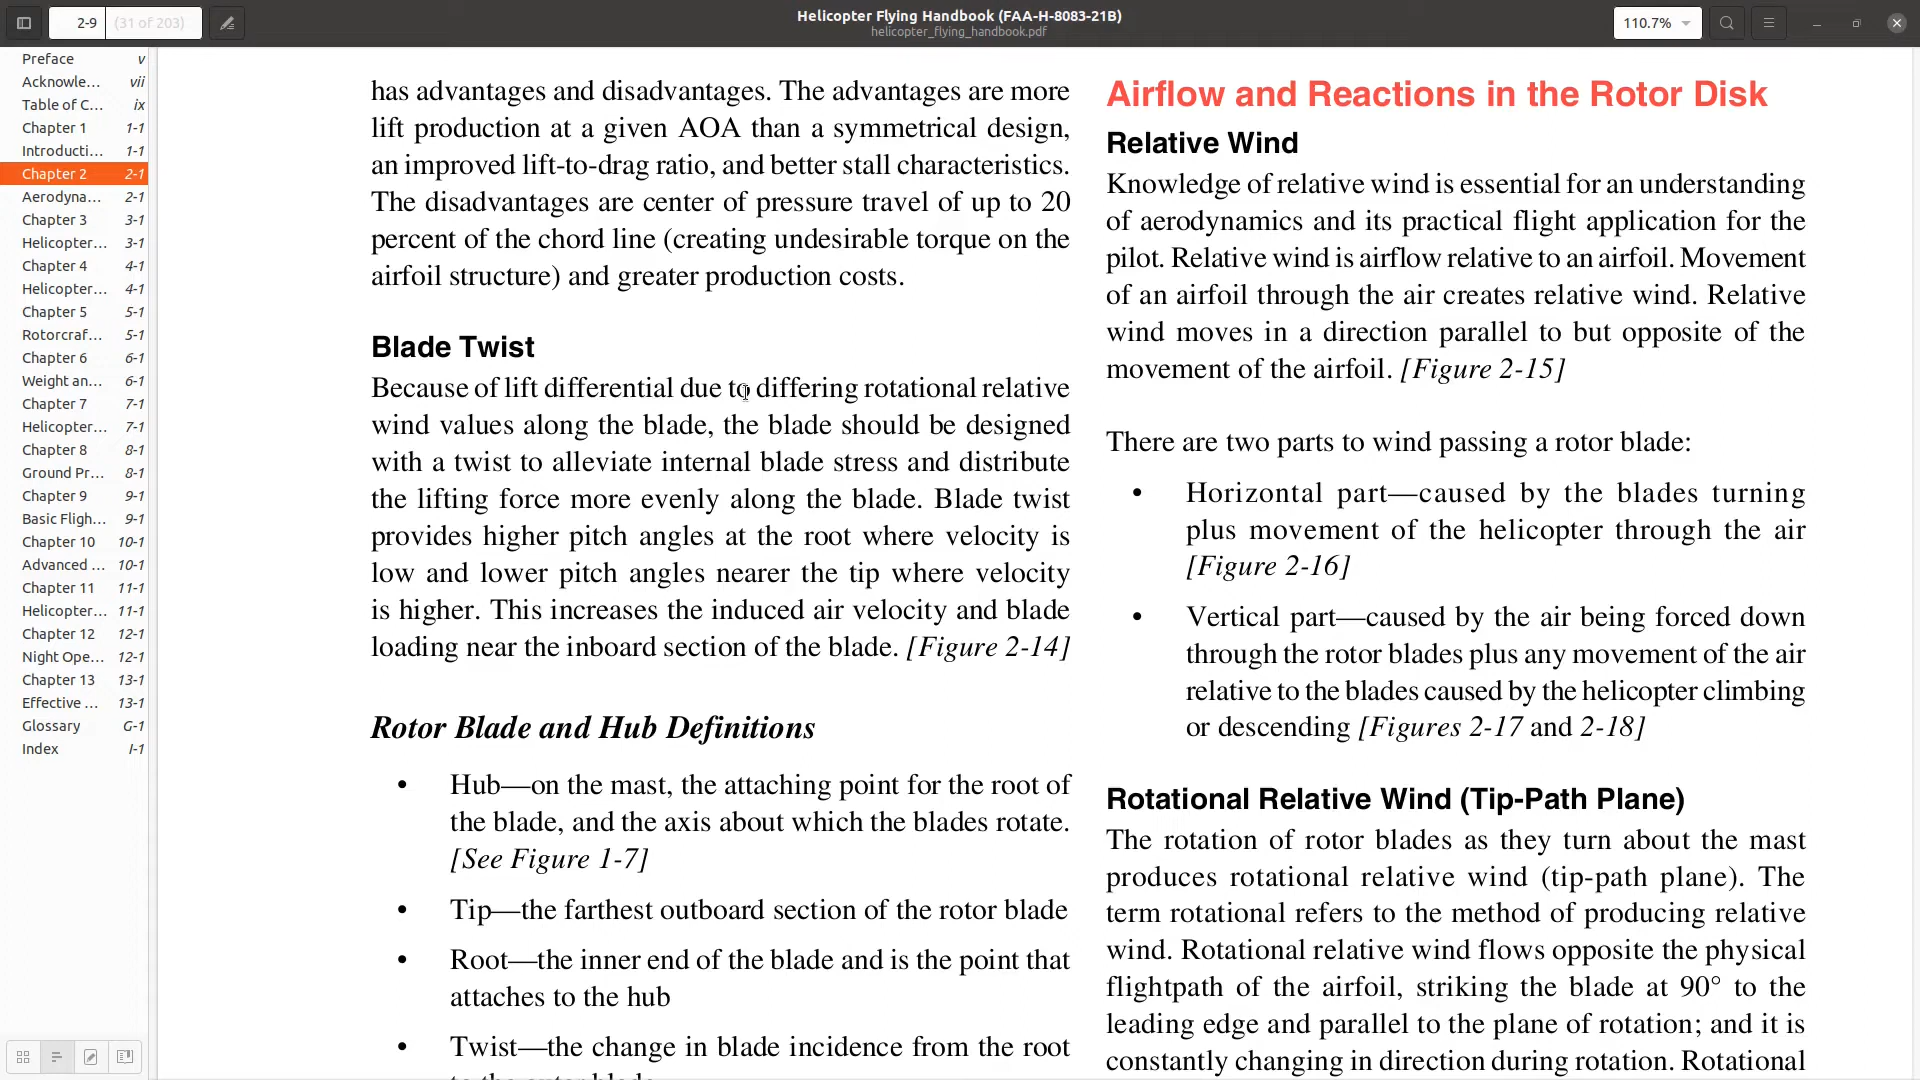 2-9 (31 of 203)
Helicopter Flying Handbook (FAA-H-8083-21B)
helicopter_flying_handbook.pdf
110.7%
Preface v
Acknowle... vii
Table of C... ix
Chapter 1 1-1
Introducti... 1-1
Chapter 2 2-1
Aerodyna... 2-1
Chapter 3 3-1
Helicopter... 3-1
Chapter 4 4-1
Helicopter... 4-1
Chapter 5 5-1
Rotorcraf... 5-1
Chapter 6 6-1
Weight an... 6-1
Chapter 7 7-1
Helicopter... 7-1
Chapter 8 8-1
Ground Pr... 8-1
Chapter 9 9-1
Basic Fligh... 9-1
Chapter 10 10-1
Advanced ... 10-1
Chapter 11 11-1
Helicopter... 11-1
Chapter 12 12-1
Night Ope... 12-1
Chapter 13 13-1
Effective ... 13-1
Glossary G-1
Index I-1
has advantages and disadvantages. The advantages are more
lift production at a given AOA than a symmetrical design,
an improved lift-to-drag ratio, and better stall characteristics.
The disadvantages are center of pressure travel of up to 20
percent of the chord line (creating undesirable torque on the
airfoil structure) and greater production costs.
Blade Twist
Because of lift differential due to differing rotational relative
wind values along the blade, the blade should be designed
with a twist to alleviate internal blade stress and distribute
the lifting force more evenly along the blade. Blade twist
provides higher pitch angles at the root where velocity is
low and lower pitch angles nearer the tip where velocity
is higher. This increases the induced air velocity and blade
loading near the inboard section of the blade. [Figure 2-14]
Rotor Blade and Hub Definitions
• Hub—on the mast, the attaching point for the root of
the blade, and the axis about which the blades rotate.
[See Figure 1-7]
• Tip—the farthest outboard section of the rotor blade
• Root—the inner end of the blade and is the point that
attaches to the hub
• Twist—the change in blade incidence from the root
to the outer blade
Airflow and Reactions in the Rotor Disk
Relative Wind
Knowledge of relative wind is essential for an understanding
of aerodynamics and its practical flight application for the
pilot. Relative wind is airflow relative to an airfoil. Movement
of an airfoil through the air creates relative wind. Relative
wind moves in a direction parallel to but opposite of the
movement of the airfoil. [Figure 2-15]
There are two parts to wind passing a rotor blade:
• Horizontal part—caused by the blades turning
plus movement of the helicopter through the air
[Figure 2-16]
• Vertical part—caused by the air being forced down
through the rotor blades plus any movement of the air
relative to the blades caused by the helicopter climbing
or descending [Figures 2-17 and 2-18]
Rotational Relative Wind (Tip-Path Plane)
The rotation of rotor blades as they turn about the mast
produces rotational relative wind (tip-path plane). The
term rotational refers to the method of producing relative
wind. Rotational relative wind flows opposite the physical
flightpath of the airfoil, striking the blade at 90° to the
leading edge and parallel to the plane of rotation; and it is
constantly changing in direction during rotation. Rotational